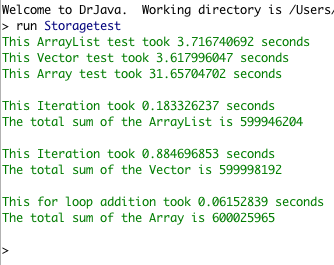 Welcome to DrJava. Working directory is /Users/
> run Storagetest
This ArrayList test took 3.716740692 seconds
This Vector test took 3.617996047 seconds
This Array test took 31.65704702 seconds
This Iteration took 0.183326237 seconds
The total sum of the ArrayList is 599946204
This Iteration took 0.884696853 seconds
The total sum of the Vector is 599998192
This for loop addition took 0.06152839 seconds
The total sum of the Array is 600025965
>